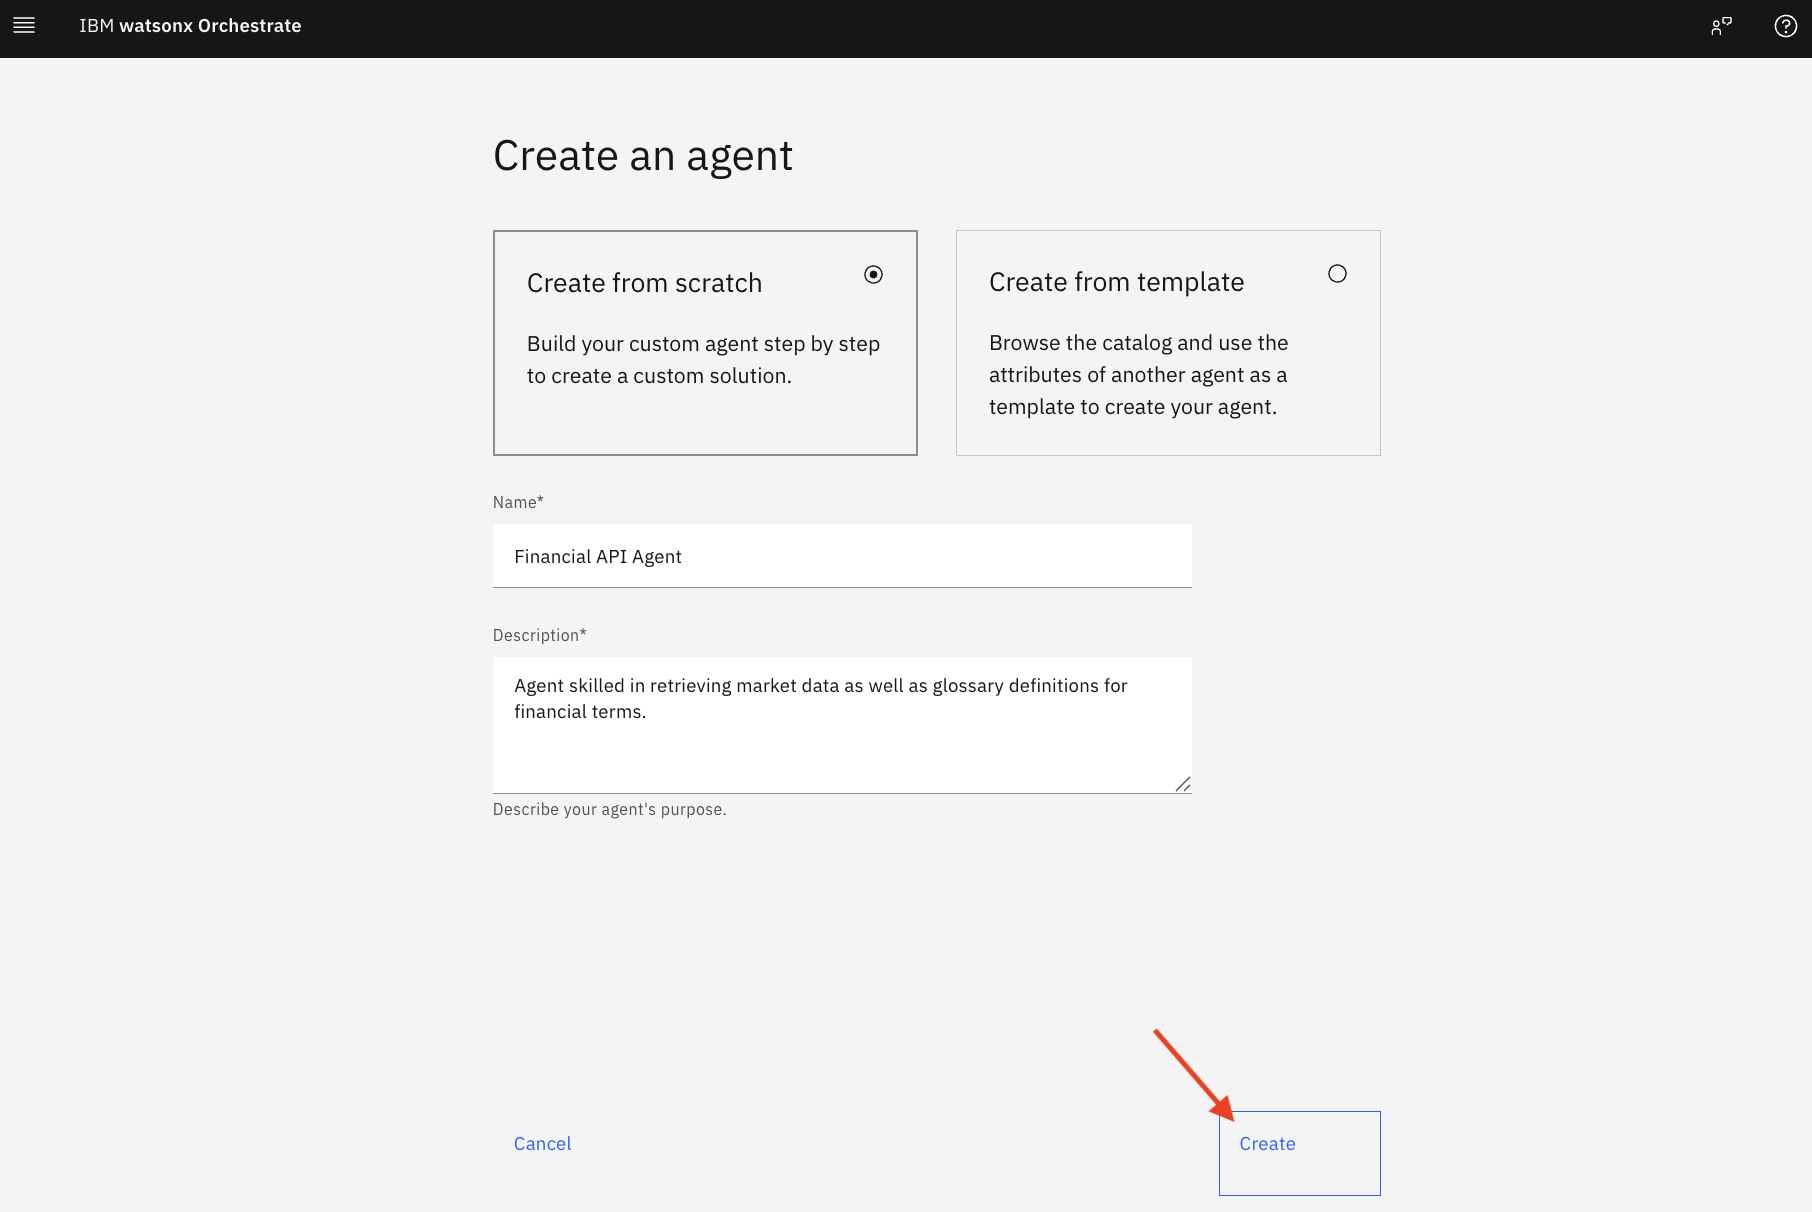 IBM watsonx Orchestrate
Create an agent
Create from scratch
Build your custom agent step by step
to create a custom solution.
Create from template
Browse the catalog and use the
attributes of another agent as a
template to create your agent.
Name*
Financial API Agent
Description*
Agent skilled in retrieving market data as well as glossary definitions for
financial terms.
Describe your agent's purpose.
Cancel
Create